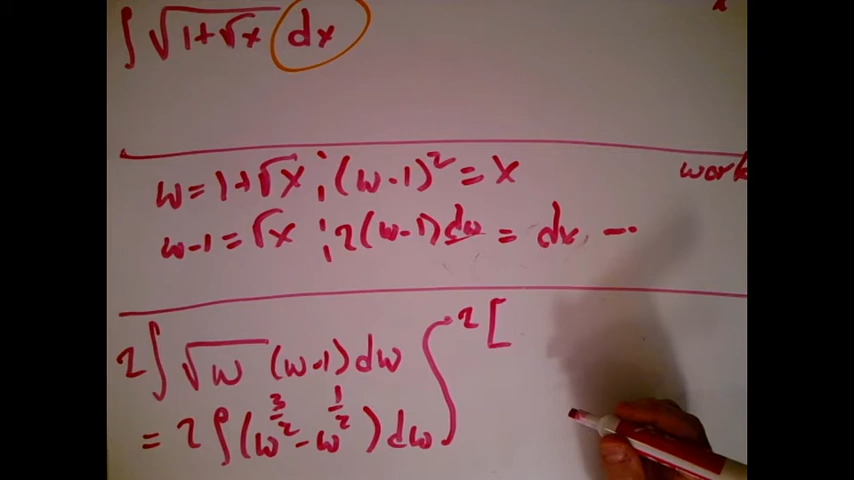 ∫ √(1+√x) dx
work
w=1+√x ; (w-1)² = x
w-1=√x ; 2(w-1)dw = dx
2∫ √w (w-1)dw
= 2∫(w^(3/2) - w^(1/2))dw
2[